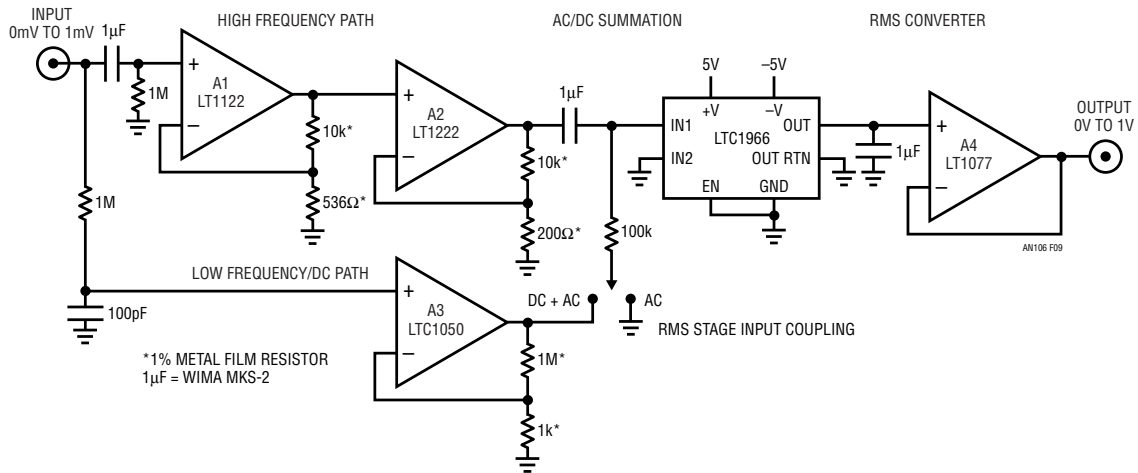 INPUT
0mV TO 1mV
HIGH FREQUENCY PATH
AC/DC SUMMATION
RMS CONVERTER
1µF
+
A1
LT1122
–
1M
10k*
536Ω*
+
A2
LT1222
–
1µF
10k*
200Ω*
100k
5V
–5V
+V
–V
IN1
OUT
LTC1966
IN2
OUT RTN
EN
GND
1µF
+
A4
LT1077
–
OUTPUT
0V TO 1V
AN106 F09
1M
LOW FREQUENCY/DC PATH
100pF
+
A3
LTC1050
–
DC + AC
AC
RMS STAGE INPUT COUPLING
1M*
1k*
*1% METAL FILM RESISTOR
1µF = WIMA MKS-2